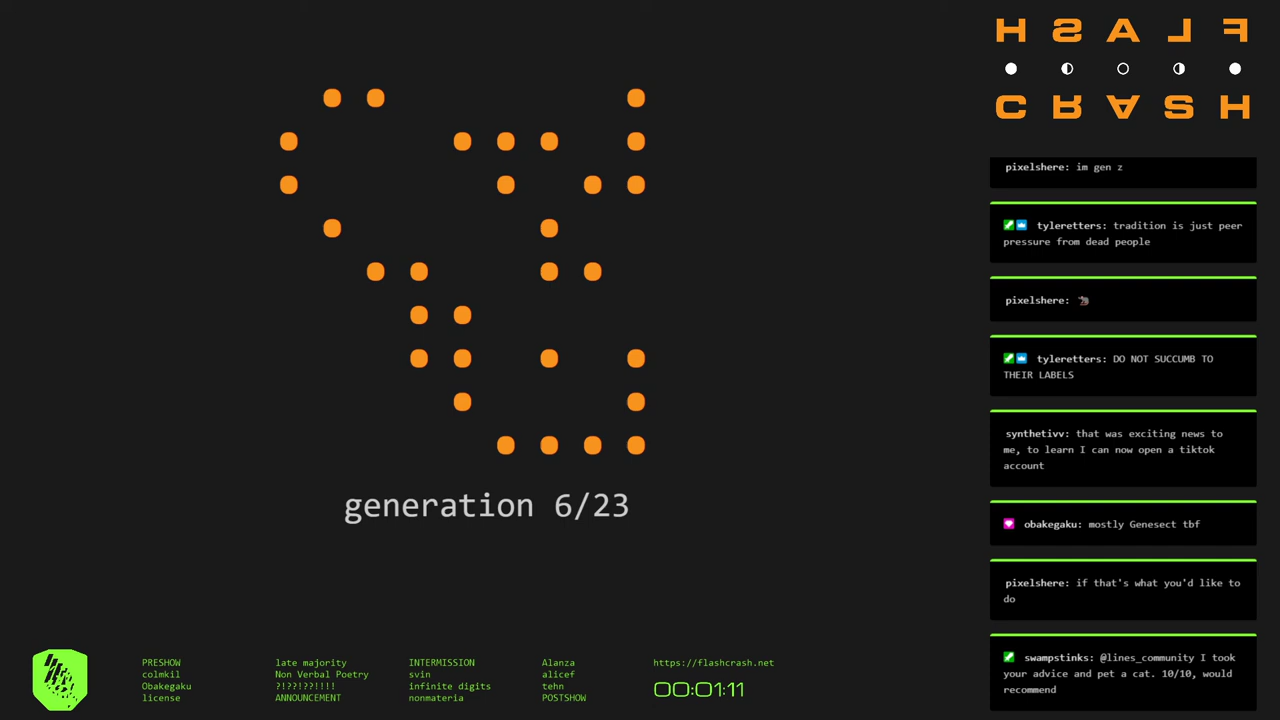 FLASH
CRASH
pixelshere: im gen z
tyleretters: tradition is just peer
pressure from dead people
pixelshere:
tyleretters: DO NOT SUCCUMB TO
THEIR LABELS
synthetivv: that was exciting news to
me, to learn I can now open a tiktok
account
obakegaku: mostly Genesect tbf
pixelshere: if that's what you'd like to
do
swampstinks: @lines_community I took
your advice and pet a cat. 10/10, would
recommend
generation 6/23
PRESHOW
colmkil
Obakegaku
license
late majority
Non Verbal Poetry
?!??!??!!!!
ANNOUNCEMENT
INTERMISSION
svin
infinite digits
nonmateria
Alanza
alicef
tehn
POSTSHOW
https://flashcrash.net
00:01:11